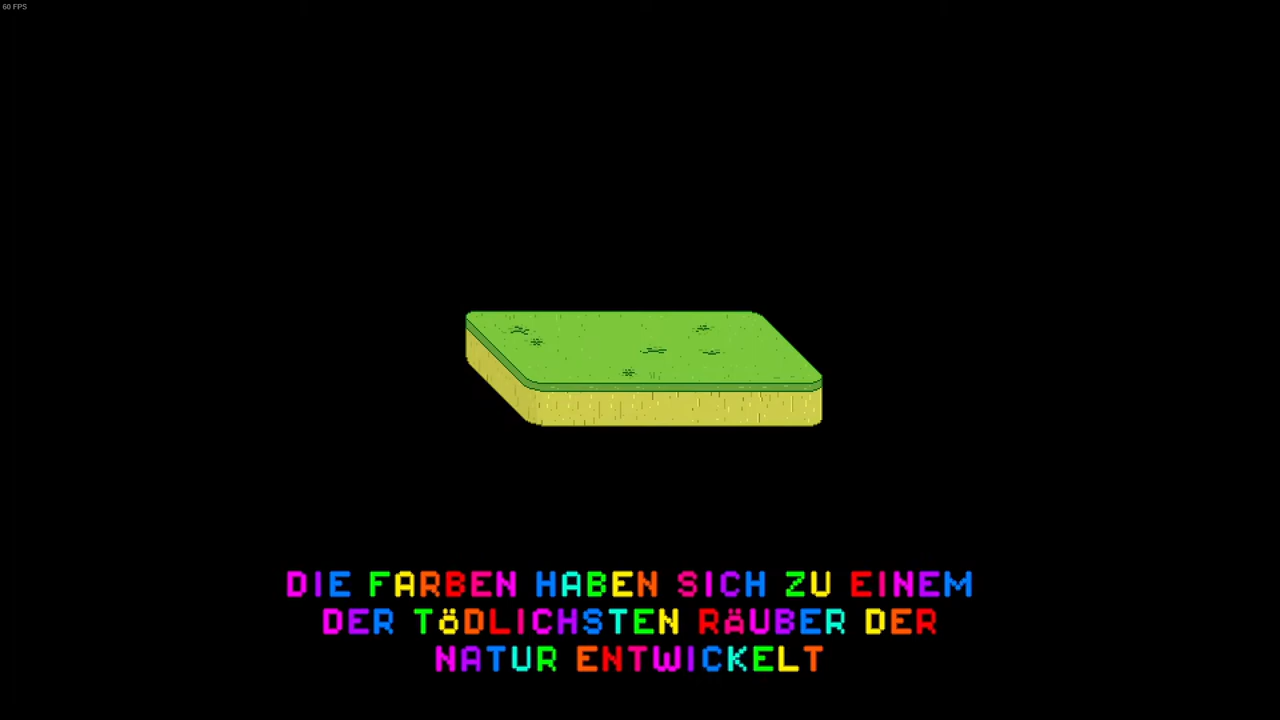 60 FPS
DIE FARBEN HABEN SICH ZU EINEM
DER TÖDLICHSTEN RÄUBER DER
NATUR ENTWICKELT